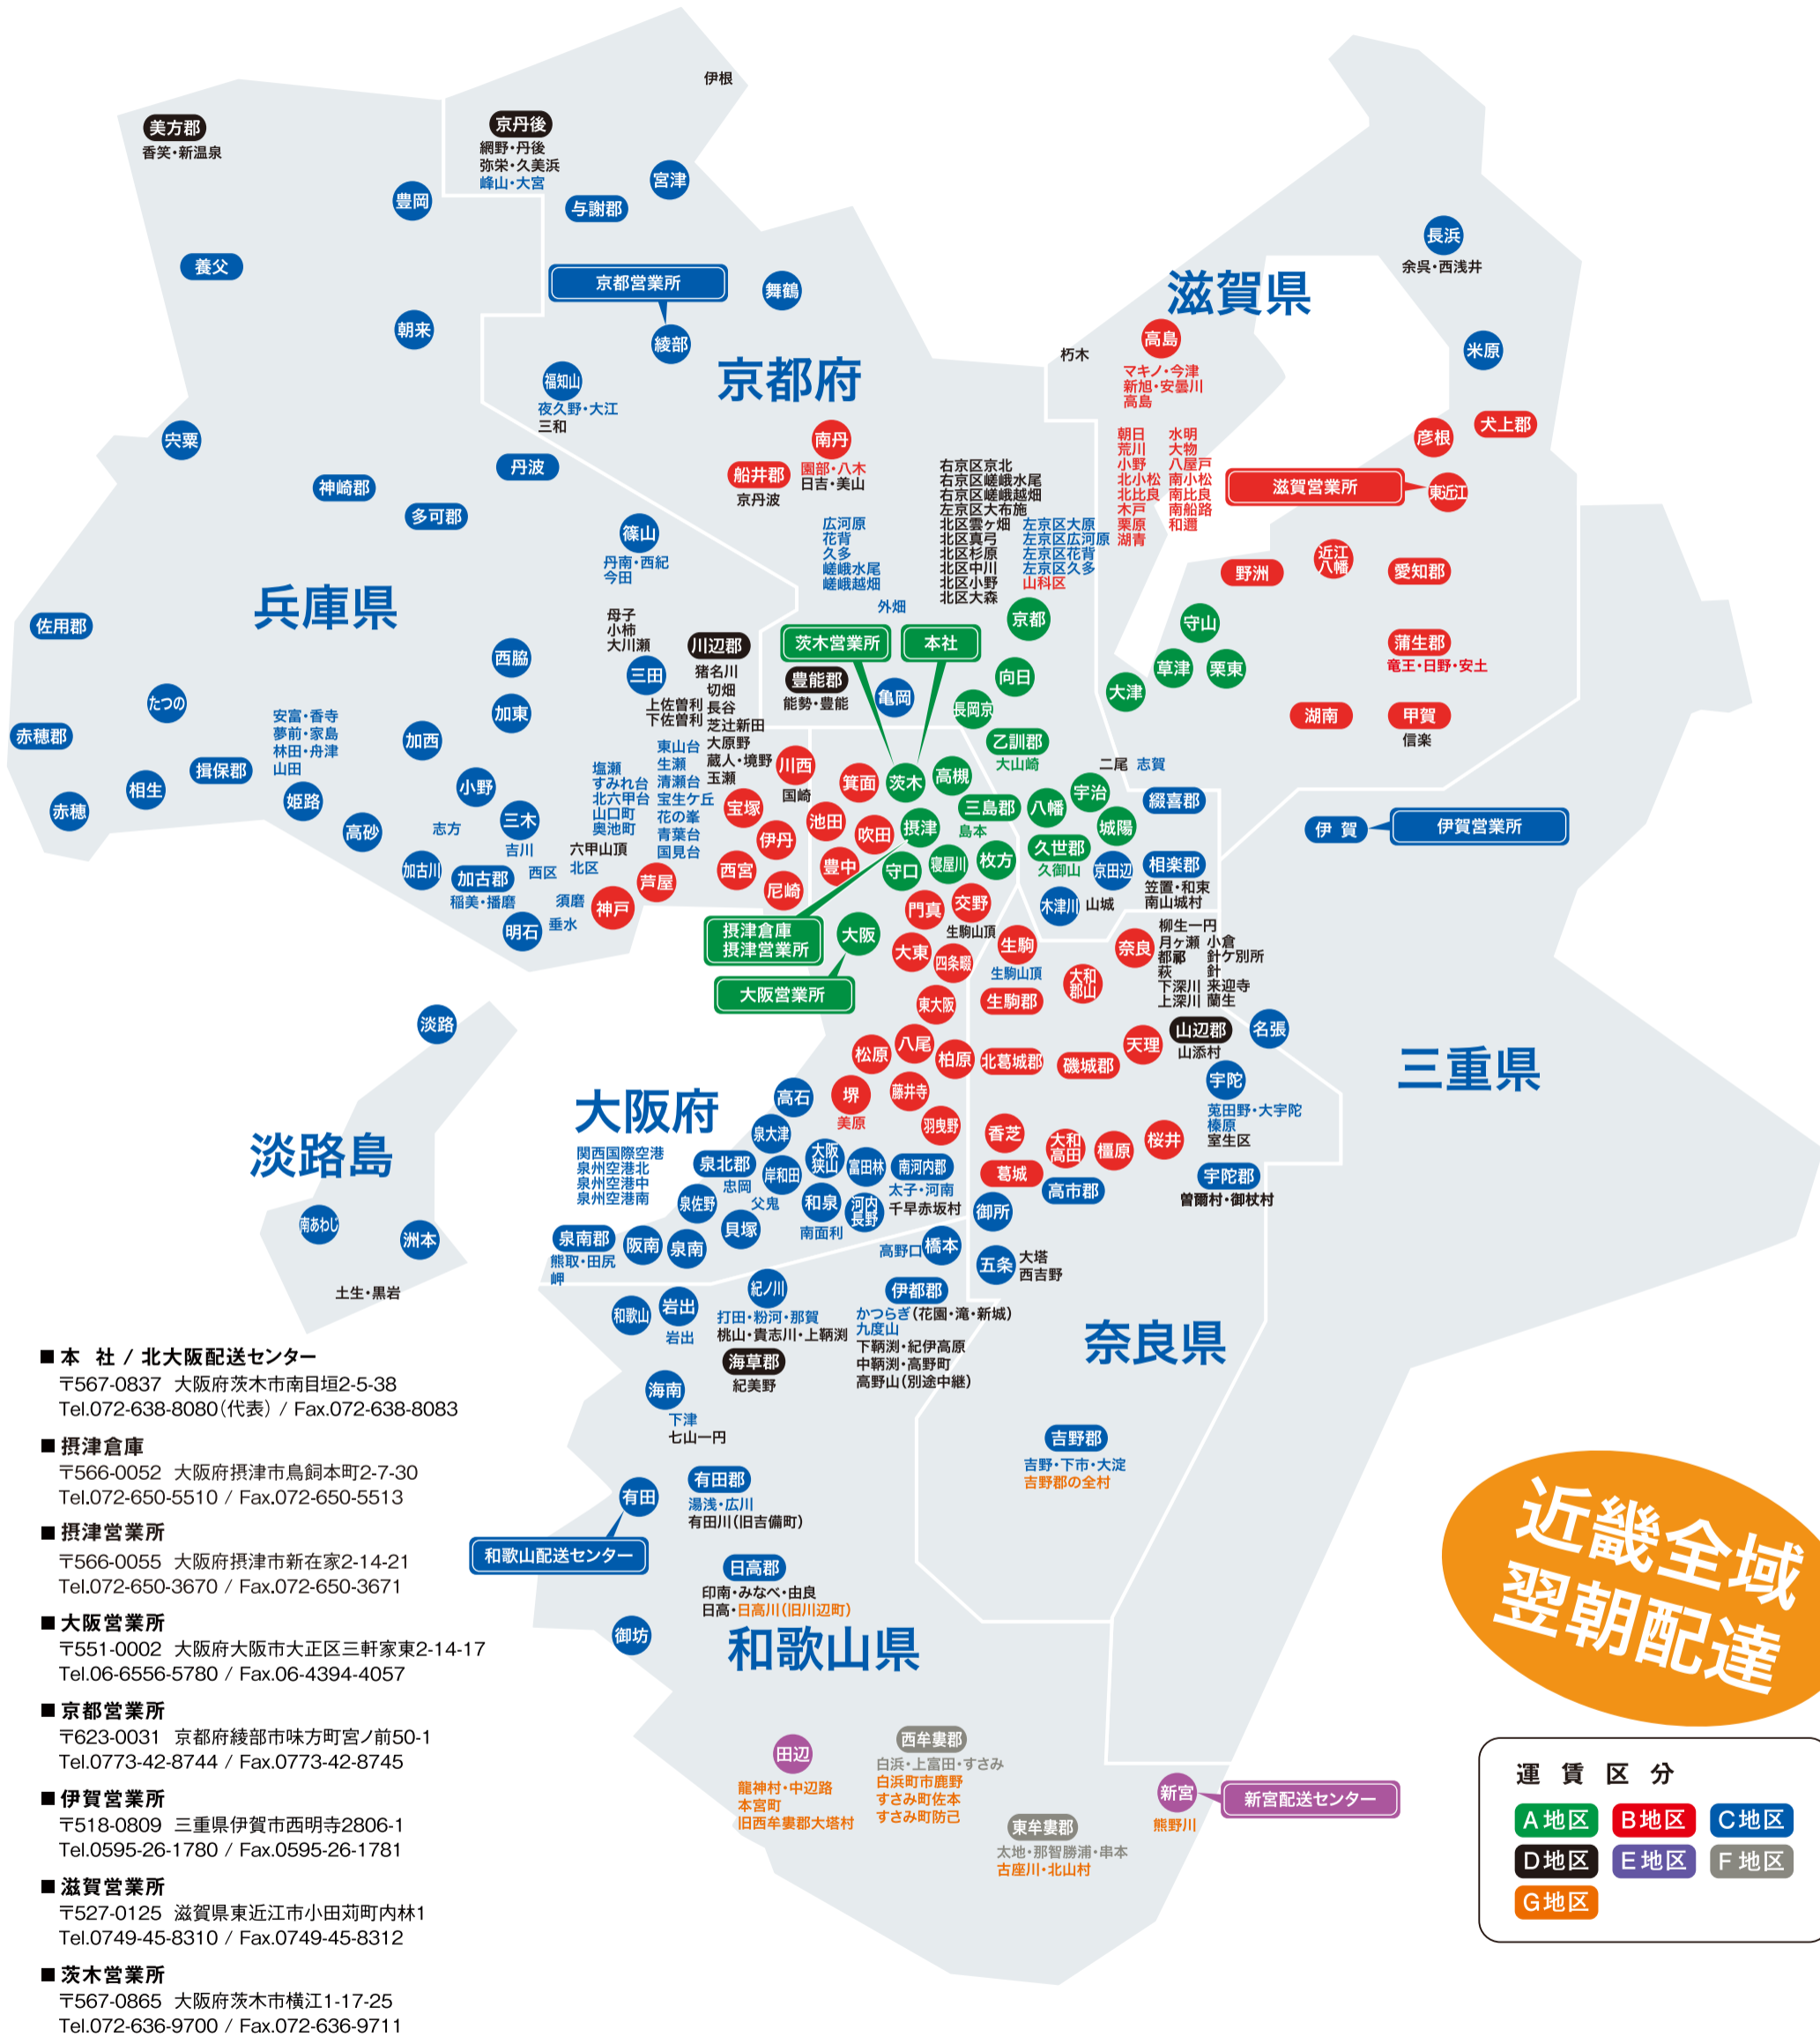 伊根
美方郡
香笑・新温泉
京丹後
網野・丹後
弥栄・久美浜
峰山・大宮
宮津
豊岡
与謝郡
養父
京都営業所
舞鶴
朝来
綾部
京都府
福知山
夜久野・大江
三和
宍粟
丹波
神崎郡
多可郡
南丹
園部・八木
日吉・美山
船井郡
京丹波
篠山
丹南・西紀
今田
広河原
花背
久多
嵯峨水尾
嵯峨越畑
外畑
右京区京北
右京区嵯峨水尾
右京区嵯峨越畑
左京区大布施
北区雲ヶ畑
北区真弓
北区杉原
北区中川
北区小野
北区大森
左京区大原
左京区広河原
左京区花背
左京区久多
山科区
京都
滋賀県
長浜
余呉・西浅井
朽木
高島
マキノ・今津
新旭・安曇川
高島
米原
朝日
荒川
小野
北小松
北比良
木戸
栗原
湖青
水明
大物
八屋戸
南小松
南比良
南船路
和邇
彦根
犬上郡
滋賀営業所
東近江
近江
八幡
野洲
愛知郡
守山
草津
栗東
大津
蒲生郡
竜王・日野・安土
湖南
甲賀
信楽
兵庫県
佐用郡
母子
小柿
大川瀬
三田
上佐曽利
下佐曽利
川辺郡
猪名川
切畑
長谷
芝辻新田
大原野
蔵人・境野
玉瀬
茨木営業所
本社
豊能郡
能勢・豊能
亀岡
向日
長岡京
乙訓郡
大山崎
西脇
たつの
加東
赤穂郡
安富・香寺
夢前・家島
林田・舟津
山田
加西
揖保郡
相生
赤穂
姫路
小野
高砂
志方
三木
吉川
加古川
加古郡
稲美・播磨
西区
北区
須磨
垂水
明石
塩瀬
すみれ台
北六甲台
山口町
奥池町
六甲山頂
東山台
生瀬
清瀬台
宝生ケ丘
花の峯
青葉台
国見台
川西
国崎
宝塚
伊丹
西宮
尼崎
芦屋
神戸
箕面
池田
吹田
豊中
茨木
高槻
三島郡
島本
摂津
守口
寝屋川
枚方
八幡
宇治
二尾
志賀
綴喜郡
城陽
久世郡
久御山
京田辺
相楽郡
笠置・和束
南山城村
木津川
山城
伊 賀
伊賀営業所
門真
交野
生駒山頂
摂津倉庫
摂津営業所
大阪
大阪営業所
大東
四条畷
生駒
生駒山頂
奈良
柳生一円
月ヶ瀬
都祁
萩
下深川
上深川
小倉
針ケ別所
針
来迎寺
蘭生
大和
郡山
東大阪
生駒郡
八尾
松原
柏原
北葛城郡
磯城郡
天理
山辺郡
山添村
名張
三重県
宇陀
菟田野・大宇陀
榛原
室生区
宇陀郡
曽爾村・御杖村
淡路
淡路島
南あわじ
洲本
土生・黒岩
大阪府
関西国際空港
泉州空港北
泉州空港中
泉州空港南
高石
堺
美原
藤井寺
羽曳野
泉大津
泉北郡
忠岡
岸和田
父鬼
大阪
狭山
富田林
南河内郡
太子・河南
千早赤坂村
泉佐野
和泉
南面利
河内
長野
貝塚
泉南郡
熊取・田尻
岬
阪南
泉南
香芝
大和
高田
橿原
桜井
葛城
高市郡
御所
高野口
橋本
五条
大塔
西吉野
和歌山
岩出
岩出
紀ノ川
打田・粉河・那賀
桃山・貴志川・上鞆渕
海草郡
紀美野
伊都郡
かつらぎ(花園・滝・新城)
九度山
下鞆渕・紀伊高原
中鞆渕・高野町
高野山(別途中継)
奈良県
海南
下津
七山一円
吉野郡
吉野・下市・大淀
吉野郡の全村
有田
有田郡
湯浅・広川
有田川(旧吉備町)
和歌山配送センター
日高郡
印南・みなべ・由良
日高・日高川(旧川辺町)
御坊
和歌山県
田辺
龍神村・中辺路
本宮町
旧西牟婁郡大塔村
西牟婁郡
白浜・上富田・すさみ
白浜町市鹿野
すさみ町佐本
すさみ町防己
東牟婁郡
太地・那智勝浦・串本
古座川・北山村
新宮
熊野川
新宮配送センター
■ 本 社 / 北大阪配送センター
〒567-0837 大阪府茨木市南目垣2-5-38
Tel.072-638-8080(代表) / Fax.072-638-8083
■ 摂津倉庫
〒566-0052 大阪府摂津市鳥飼本町2-7-30
Tel.072-650-5510 / Fax.072-650-5513
■ 摂津営業所
〒566-0055 大阪府摂津市新在家2-14-21
Tel.072-650-3670 / Fax.072-650-3671
■ 大阪営業所
〒551-0002 大阪府大阪市大正区三軒家東2-14-17
Tel.06-6556-5780 / Fax.06-4394-4057
■ 京都営業所
〒623-0031 京都府綾部市味方町宮ノ前50-1
Tel.0773-42-8744 / Fax.0773-42-8745
■ 伊賀営業所
〒518-0809 三重県伊賀市西明寺2806-1
Tel.0595-26-1780 / Fax.0595-26-1781
■ 滋賀営業所
〒527-0125 滋賀県東近江市小田苅町内林1
Tel.0749-45-8310 / Fax.0749-45-8312
■ 茨木営業所
〒567-0865 大阪府茨木市横江1-17-25
Tel.072-636-9700 / Fax.072-636-9711
近畿全域
翌朝配達
運 賃 区 分
A地区 B地区 C地区
D地区 E地区 F地区
G地区